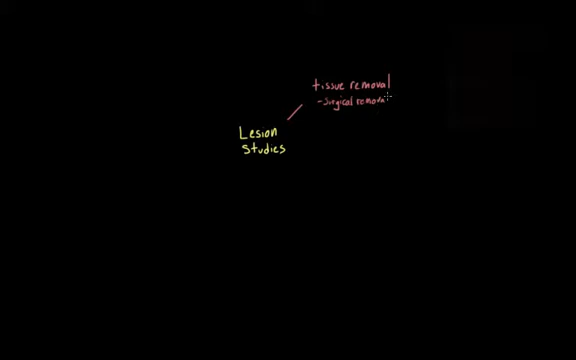 tissue removal
- surgical remova
Lesion
Studies